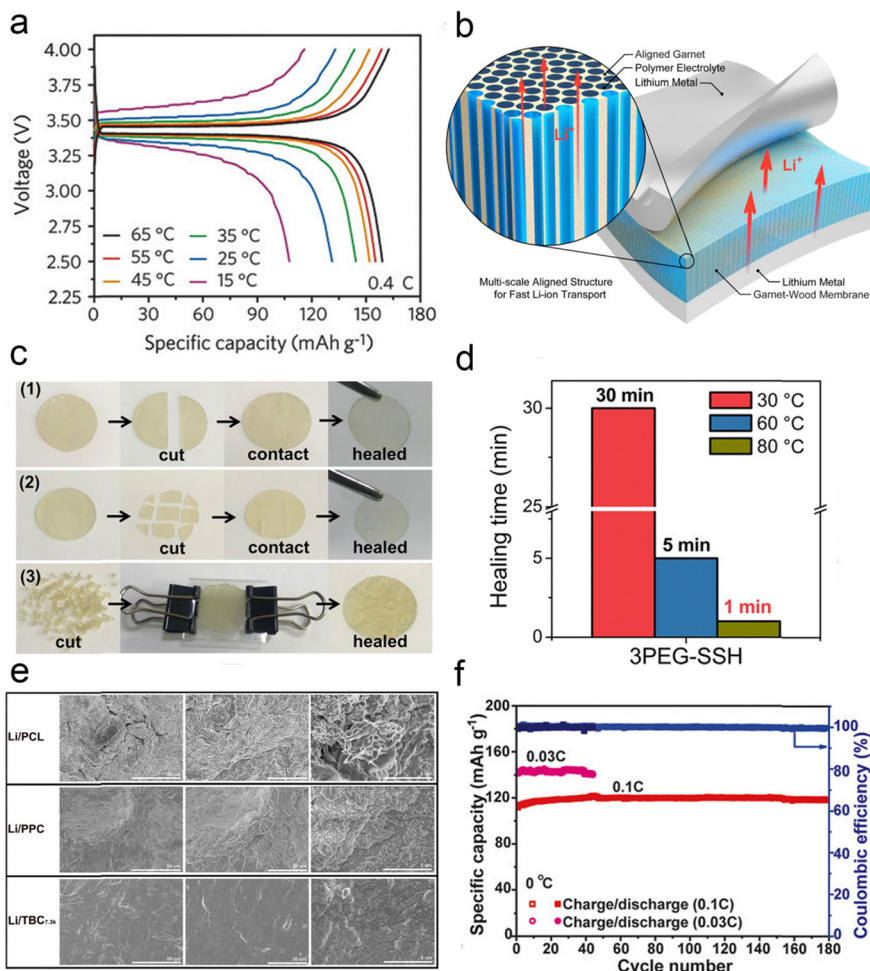 a
4.00
3.75
3.50
3.25
3.00
2.75
2.50
2.25
Voltage (V)
65 °C
55 °C
45 °C
35 °C
25 °C
15 °C
0.4 C
0
30
60
90
120
150
180
Specific capacity (mAh g⁻¹)
b
Aligned Garnet
Polymer Electrolyte
Lithium Metal
Li⁺
Li⁺
Multi-scale Aligned Structure
for Fast Li-ion Transport
Lithium Metal
Garnet-Wood Membrane
c
(1)
cut
contact
healed
(2)
cut
contact
healed
(3)
cut
healed
d
30 min
30 °C
60 °C
80 °C
30
25
5
0
Healing time (min)
5 min
1 min
3PEG-SSH
e
Li/PCL
Li/PPC
Li/TBC7.3k
f
200
160
120
80
40
0
Specific capacity (mAh g⁻¹)
0.03C
0.1C
0 °C
Charge/discharge (0.1C)
Charge/discharge (0.03C)
100
80
60
40
20
0
Coulombic efficiency (%)
0
20
40
60
80
100
120
140
160
180
Cycle number